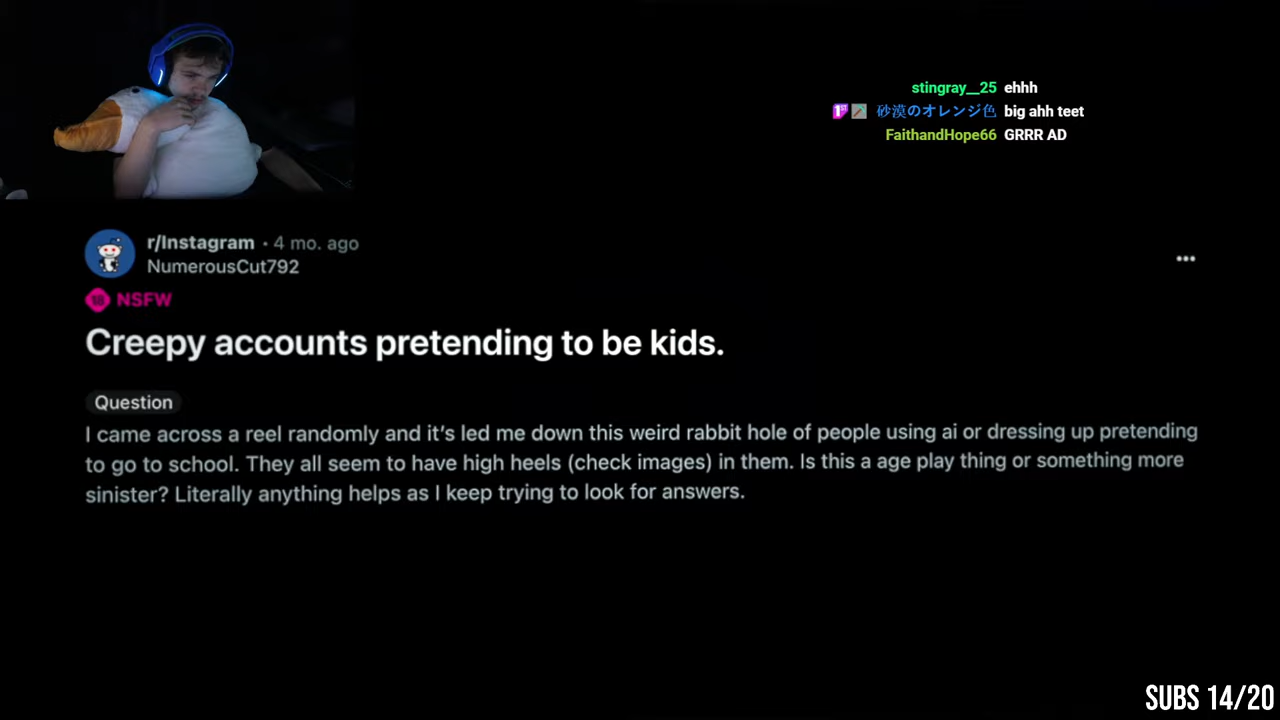 stingray__25 ehhh
砂漠のオレンジ色 big ahh teet
FaithandHope66 GRRR AD
r/Instagram • 4 mo. ago
NumerousCut792
NSFW
Creepy accounts pretending to be kids.
Question
I came across a reel randomly and it's led me down this weird rabbit hole of people using ai or dressing up pretending
to go to school. They all seem to have high heels (check images) in them. Is this a age play thing or something more
sinister? Literally anything helps as I keep trying to look for answers.
SUBS 14/20